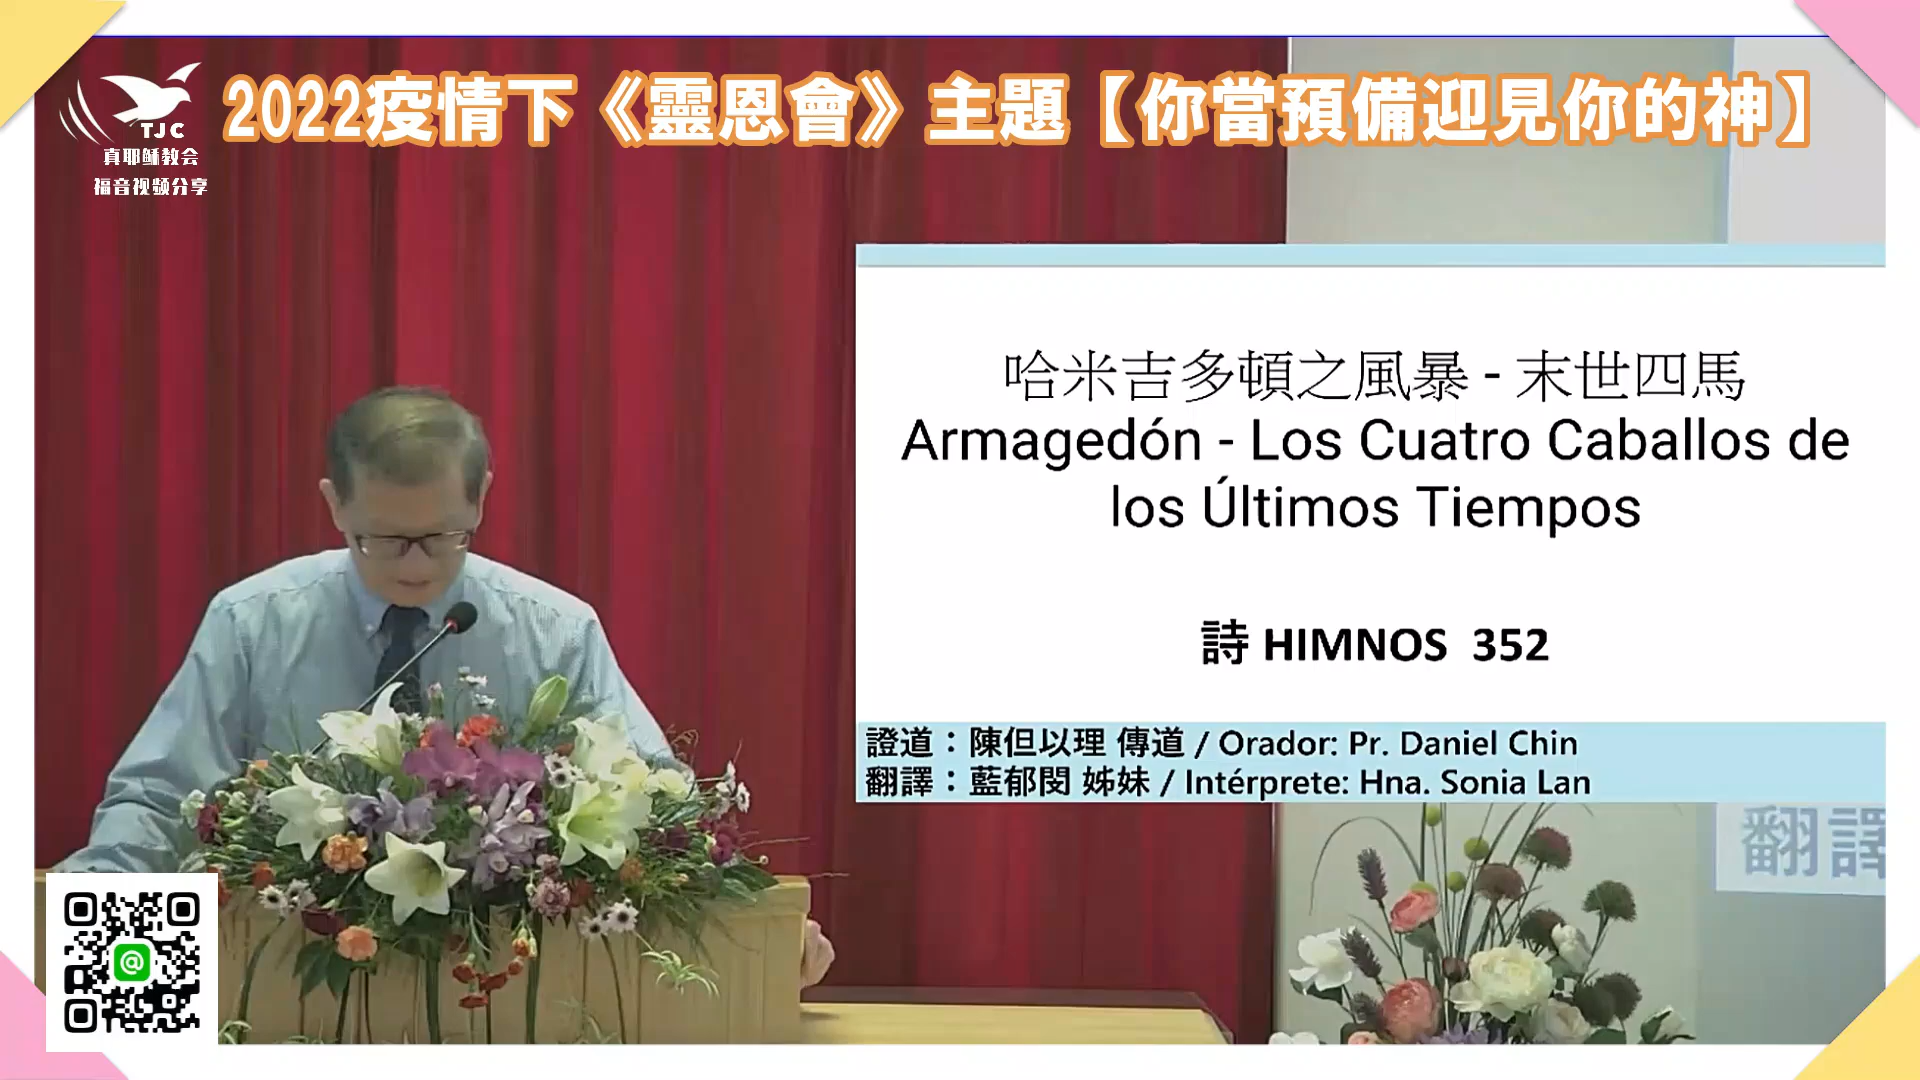 2022疫情下《靈恩會》主題【你當預備迎見你的神】
TJC
真耶稣教会
福音视频分享
哈米吉多頓之風暴 - 末世四馬
Armagedón - Los Cuatro Caballos de
los Últimos Tiempos
詩 HIMNOS 352
證道：陳但以理 傳道 / Orador: Pr. Daniel Chin
翻譯：藍郁閔 姊妹 / Intérprete: Hna. Sonia Lan
翻譯
@